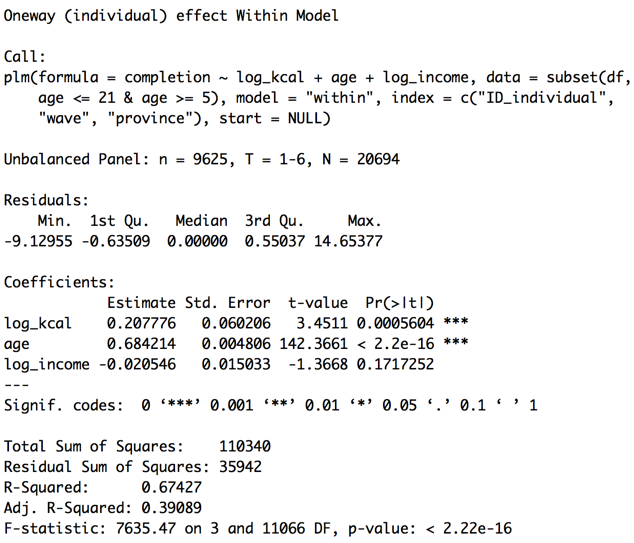 Oneway (individual) effect Within Model
Call:
plm(formula = completion ~ log_kcal + age + log_income, data = subset(df,
    age <= 21 & age >= 5), model = "within", index = c("ID_individual",
    "wave", "province"), start = NULL)
Unbalanced Panel: n = 9625, T = 1-6, N = 20694
Residuals:
    Min.  1st Qu.   Median  3rd Qu.     Max.
-9.12955 -0.63509  0.00000  0.55037 14.65377
Coefficients:
            Estimate Std. Error  t-value  Pr(>|t|)
log_kcal    0.207776   0.060206   3.4511 0.0005604 ***
age         0.684214   0.004806 142.3661 < 2.2e-16 ***
log_income -0.020546   0.015033  -1.3668 0.1717252
---
Signif. codes:  0 ‘***’ 0.001 ‘**’ 0.01 ‘*’ 0.05 ‘.’ 0.1 ‘ ’ 1
Total Sum of Squares:    110340
Residual Sum of Squares: 35942
R-Squared:      0.67427
Adj. R-Squared: 0.39089
F-statistic: 7635.47 on 3 and 11066 DF, p-value: < 2.22e-16